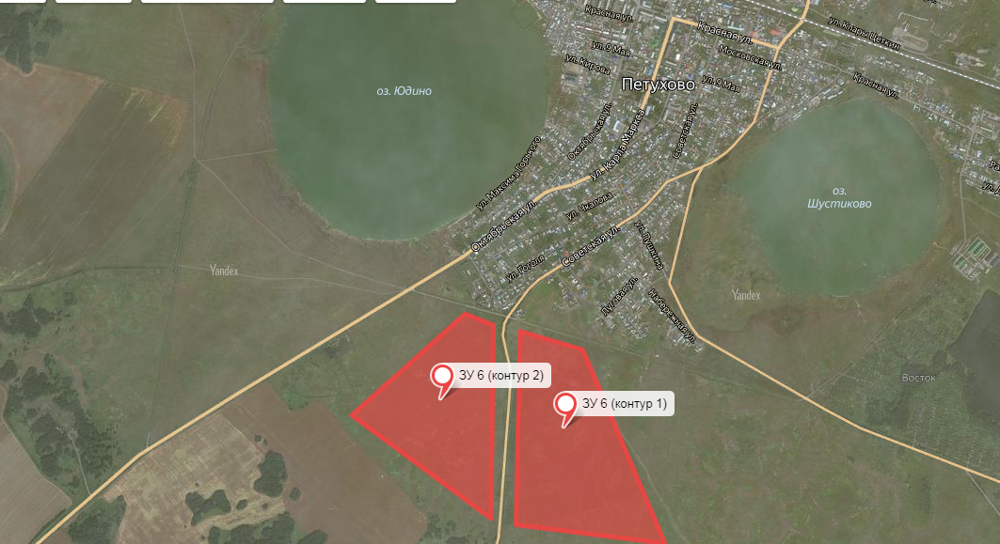 Красная ул.
Красная ул.
ул. Клары Цеткин
ул. 9 Мая
Московская ул.
ул. Кирова
Петухово
ул. 9 Мая
Красная ул.
оз. Юдино
Октябрьская ул.
ул. Карла Маркса
Советская ул.
ул. Максима Горького
оз.
Шустиково
ул. Чкалова
Октябрьская ул.
Советская ул.
ул. Пушкина
ул. Гоголя
Yandex
Луговая ул.
Набережная ул.
Yandex
ЗУ 6 (контур 2)
Восток
ЗУ 6 (контур 1)